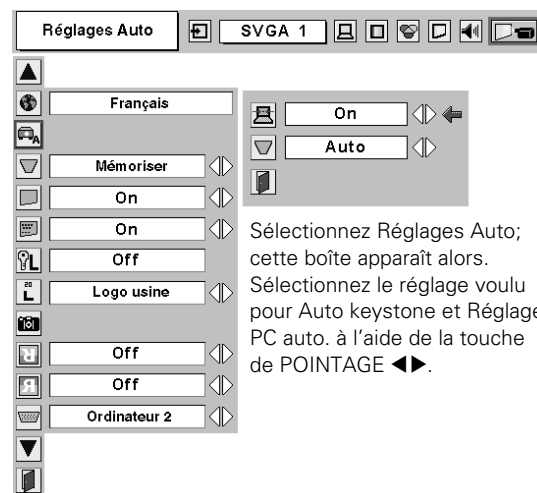 Réglages Auto
SVGA 1
Français
Mémoriser
On
On
Off
Logo usine
Off
Off
Ordinateur 2
On
Auto
Sélectionnez Réglages Auto;
cette boîte apparaît alors.
Sélectionnez le réglage voulu
pour Auto keystone et Réglage
PC auto. à l'aide de la touche
de POINTAGE ◀▶.